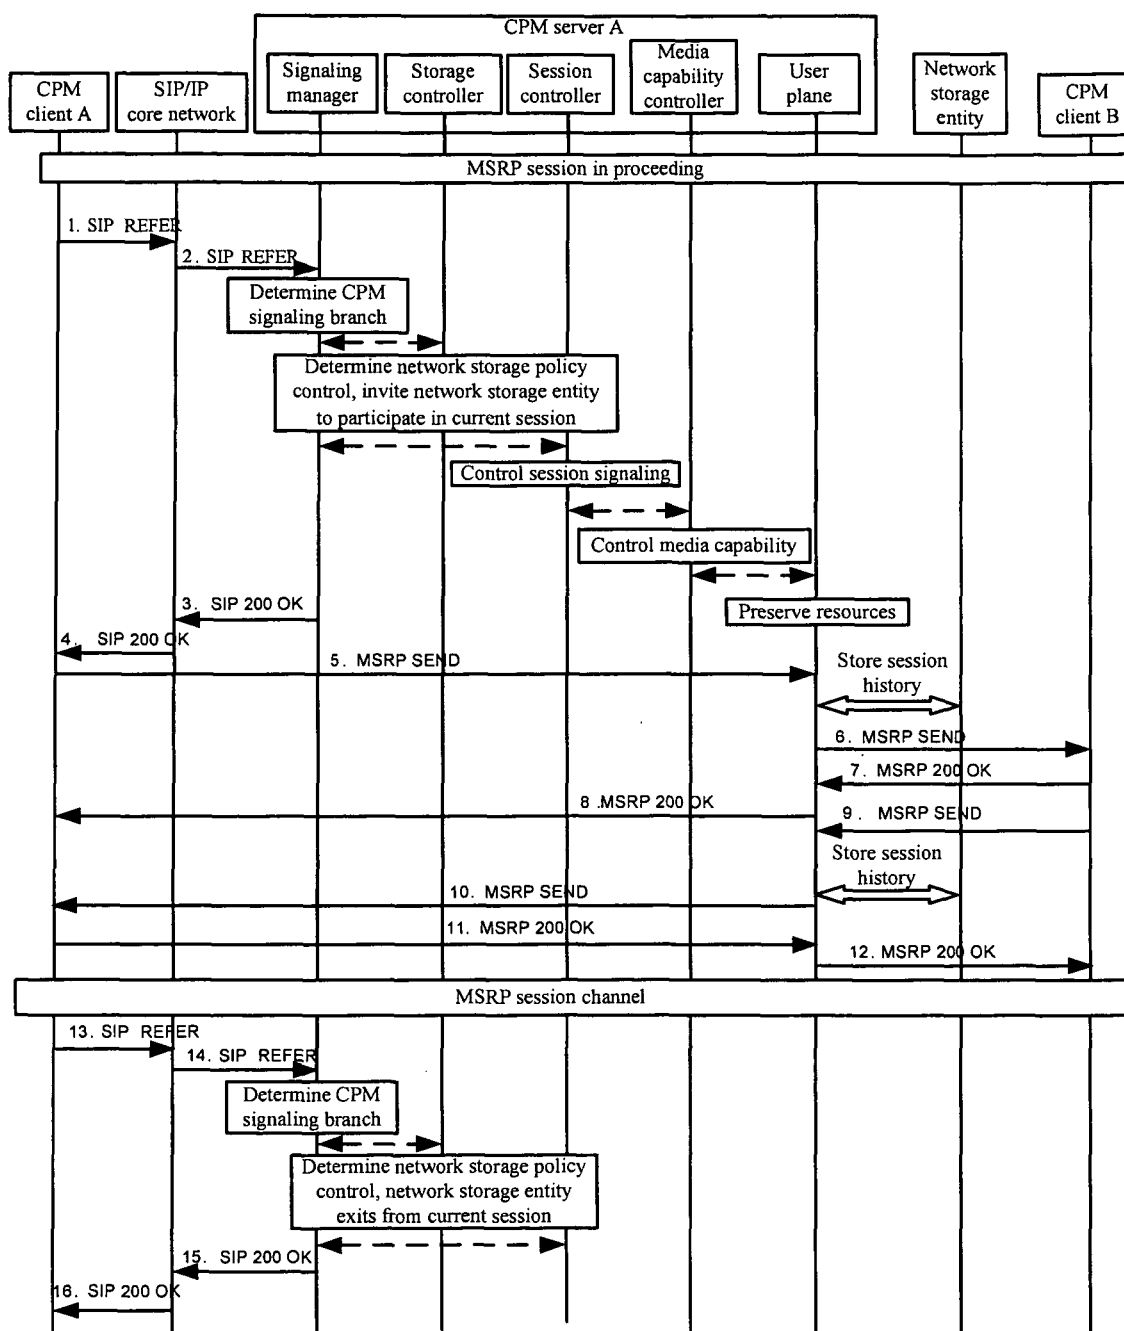 CPM server A
CPM
client A
SIP/IP
core network
Signaling
manager
Storage
controller
Session
controller
Media
capability
controller
User
plane
Network
storage
entity
CPM
client B
MSRP session in proceeding
1. SIP REFER
2. SIP REFER
Determine CPM
signaling branch
Determine network storage policy
control, invite network storage entity
to participate in current session
Control session signaling
Control media capability
Preserve resources
3. SIP 200 OK
4. SIP 200 OK
5. MSRP SEND
Store session
history
6. MSRP SEND
7. MSRP 200 OK
8 .MSRP 200 OK
9 . MSRP SEND
Store session
history
10. MSRP SEND
11. MSRP 200 OK
12. MSRP 200 OK
MSRP session channel
13. SIP REFER
14. SIP REFER
Determine CPM
signaling branch
Determine network storage policy
control, network storage entity
exits from current session
15. SIP 200 OK
16. SIP 200 OK